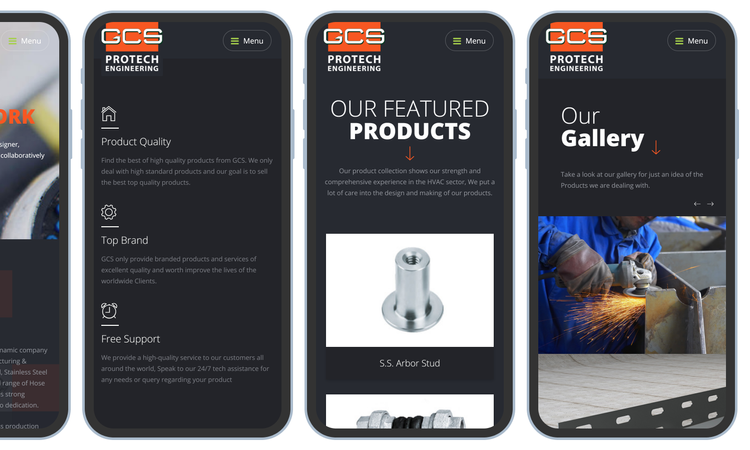 Menu
ORK
signer,
collaboratively
namic company
cturing &
l, Stainless Steel
range of Hose
s strong
o dedication.
s production
GCS
PROTECH
ENGINEERING
Menu
Product Quality
Find the best of high quality products from GCS. We only
deal with high standard products and our goal is to sell
the best top quality products.
Top Brand
GCS only provide branded products and services of
excellent quality and worth improve the lives of the
worldwide Clients.
Free Support
We provide a high-quality service to our customers all
around the world, Speak to our 24/7 tech assistance for
any needs or query regarding your product
GCS
PROTECH
ENGINEERING
Menu
OUR FEATURED
PRODUCTS
Our product collection shows our strength and
comprehensive experience in the HVAC sector, We put a
lot of care into the design and making of our products.
S.S. Arbor Stud
GCS
PROTECH
ENGINEERING
Menu
Our
Gallery
Take a look at our gallery for just an idea of the
Products we are dealing with.